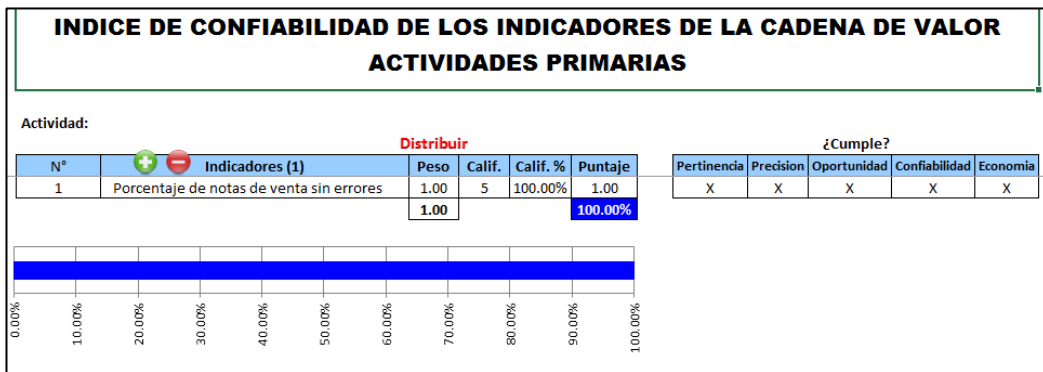 INDICE DE CONFIABILIDAD DE LOS INDICADORES DE LA CADENA DE VALOR
ACTIVIDADES PRIMARIAS
Actividad:
Distribuir
¿Cumple?
N° Indicadores (1) Peso Calif. Calif. % Puntaje Pertinencia Precision Oportunidad Confiabilidad Economia
1 Porcentaje de notas de venta sin errores 1.00 5 100.00% 1.00 X X X X X
1.00 100.00%
0.00% 10.00% 20.00% 30.00% 40.00% 50.00% 60.00% 70.00% 80.00% 90.00% 100.00%